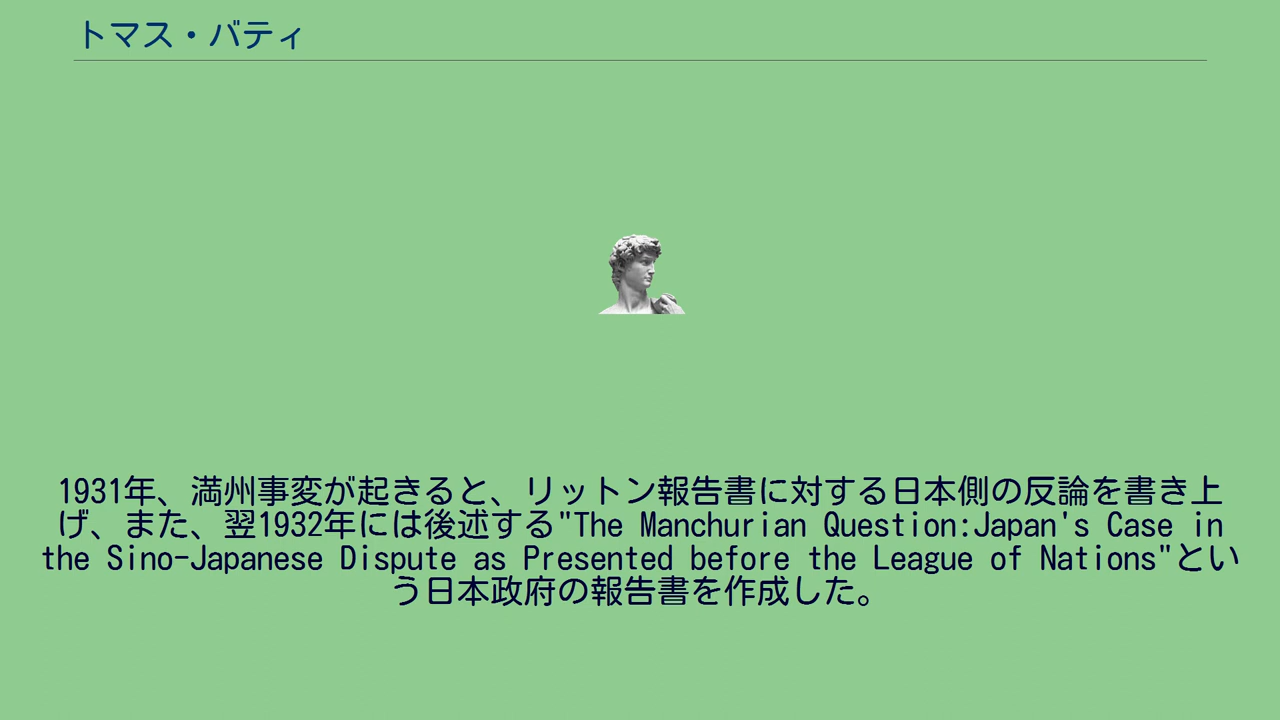 トマス・バティ
1931年、満州事変が起きると、リットン報告書に対する日本側の反論を書き上
げ、また、翌1932年には後述する"The Manchurian Question:Japan's Case in
the Sino-Japanese Dispute as Presented before the League of Nations"とい
う日本政府の報告書を作成した。